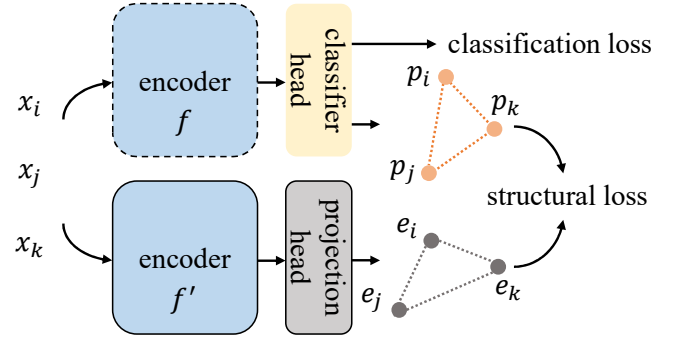 x_i
x_j
x_k
encoder
f
classifier
head
classification loss
p_i
p_k
p_j
structural loss
encoder
f'
projection
head
e_i
e_k
e_j